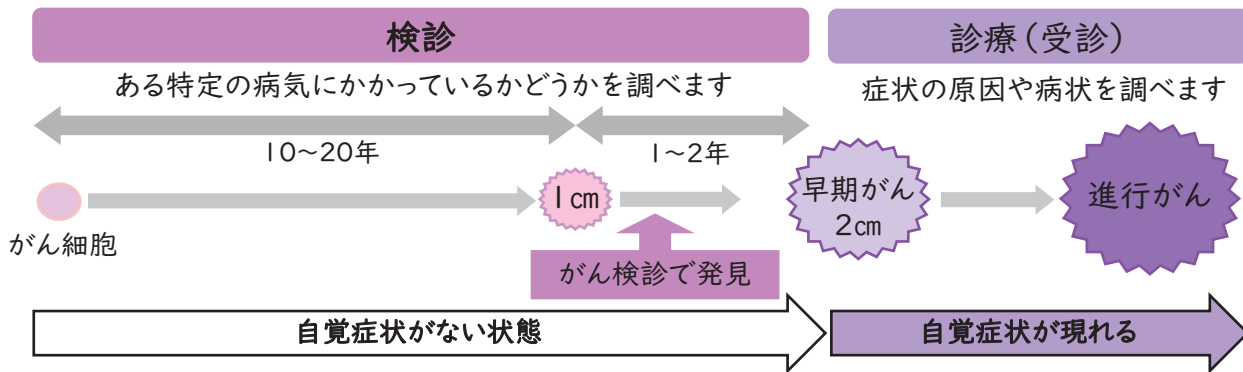 検診
診療（受診）
ある特定の病気にかかっているかどうかを調べます
症状の原因や病状を調べます
10〜20年
1〜2年
がん細胞
1cm
早期がん
2cm
進行がん
がん検診で発見
自覚症状がない状態
自覚症状が現れる